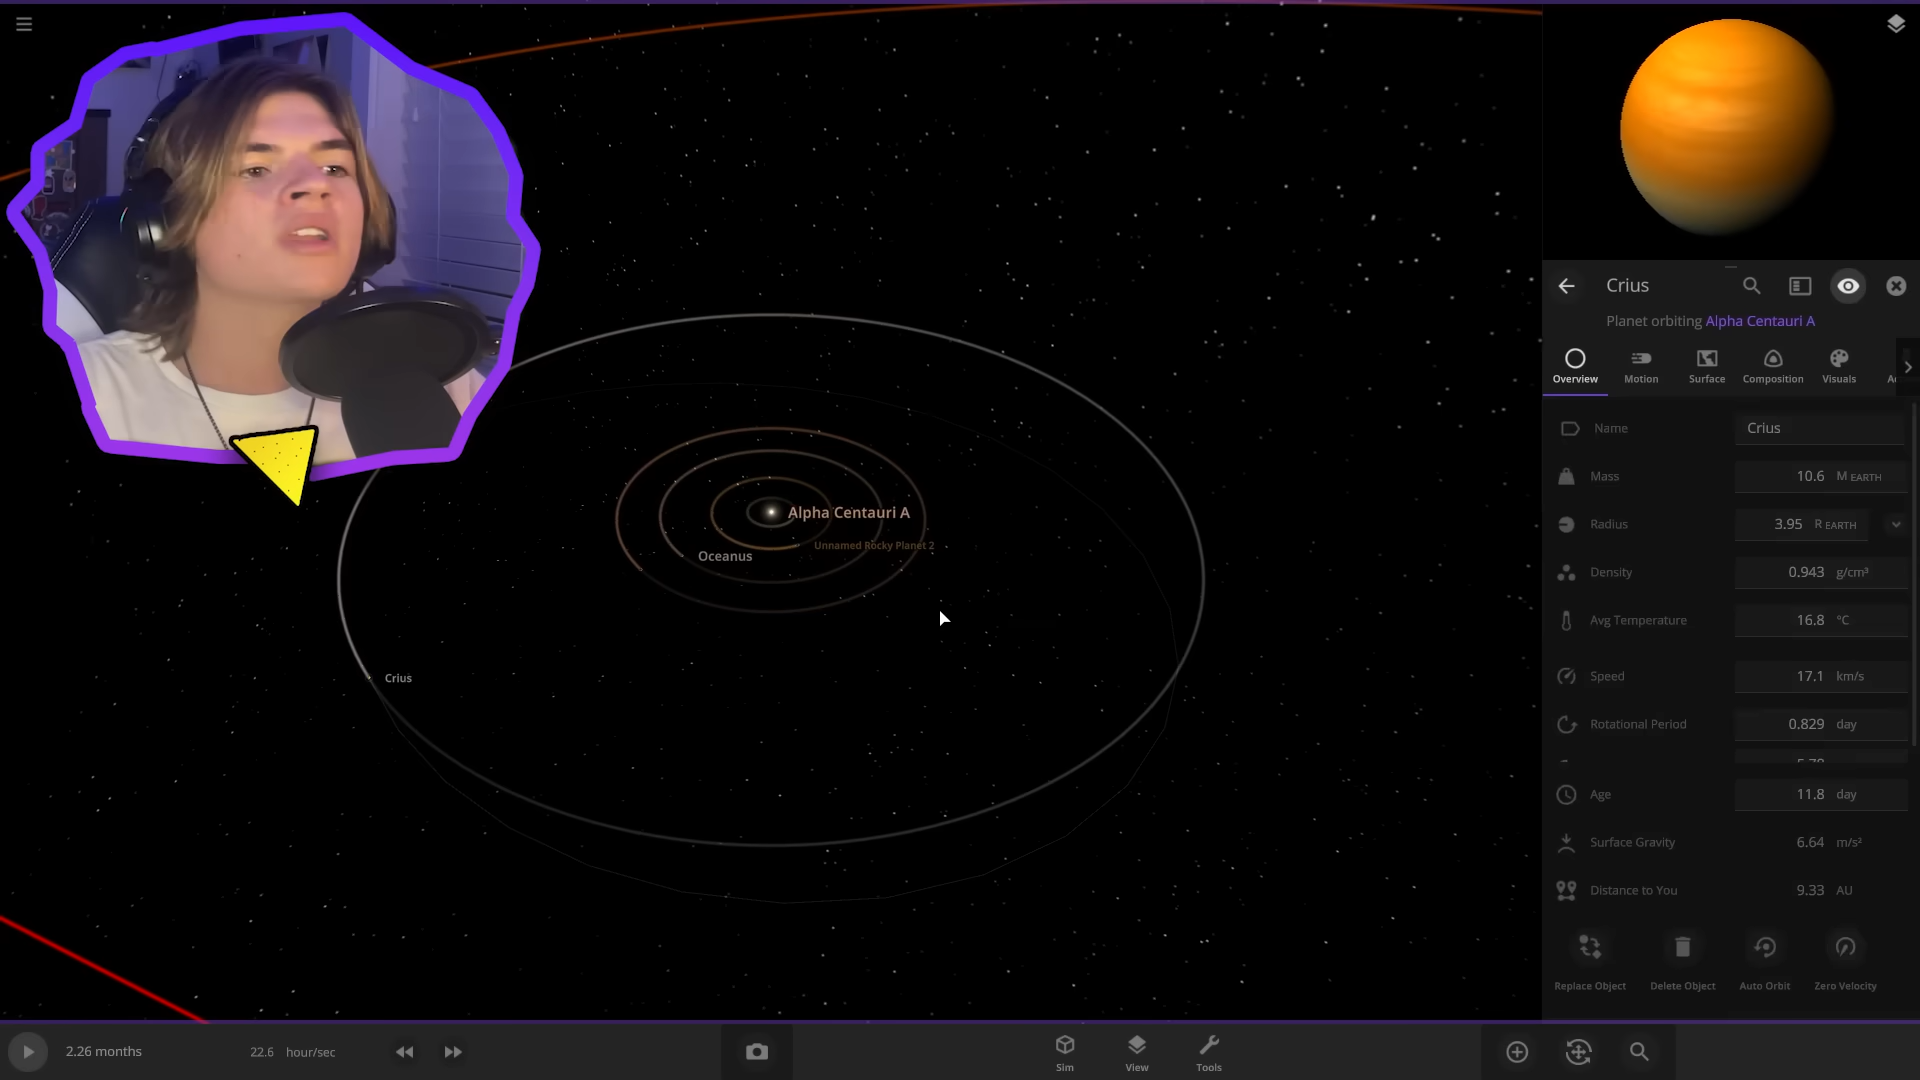 Alpha Centauri A
Unnamed Rocky Planet 2
Oceanus
Crius
Crius
Planet orbiting Alpha Centauri A
Overview
Motion
Surface
Composition
Visuals
Name Crius
Mass 10.6 M EARTH
Radius 3.95 R EARTH
Density 0.943 g/cm³
Avg Temperature 16.8 °C
Speed 17.1 km/s
Rotational Period 0.829 day
Age 11.8 day
Surface Gravity 6.64 m/s²
Distance to You 9.33 AU
Replace Object
Delete Object
Auto Orbit
Zero Velocity
2.26 months
22.6 hour/sec
Sim
View
Tools